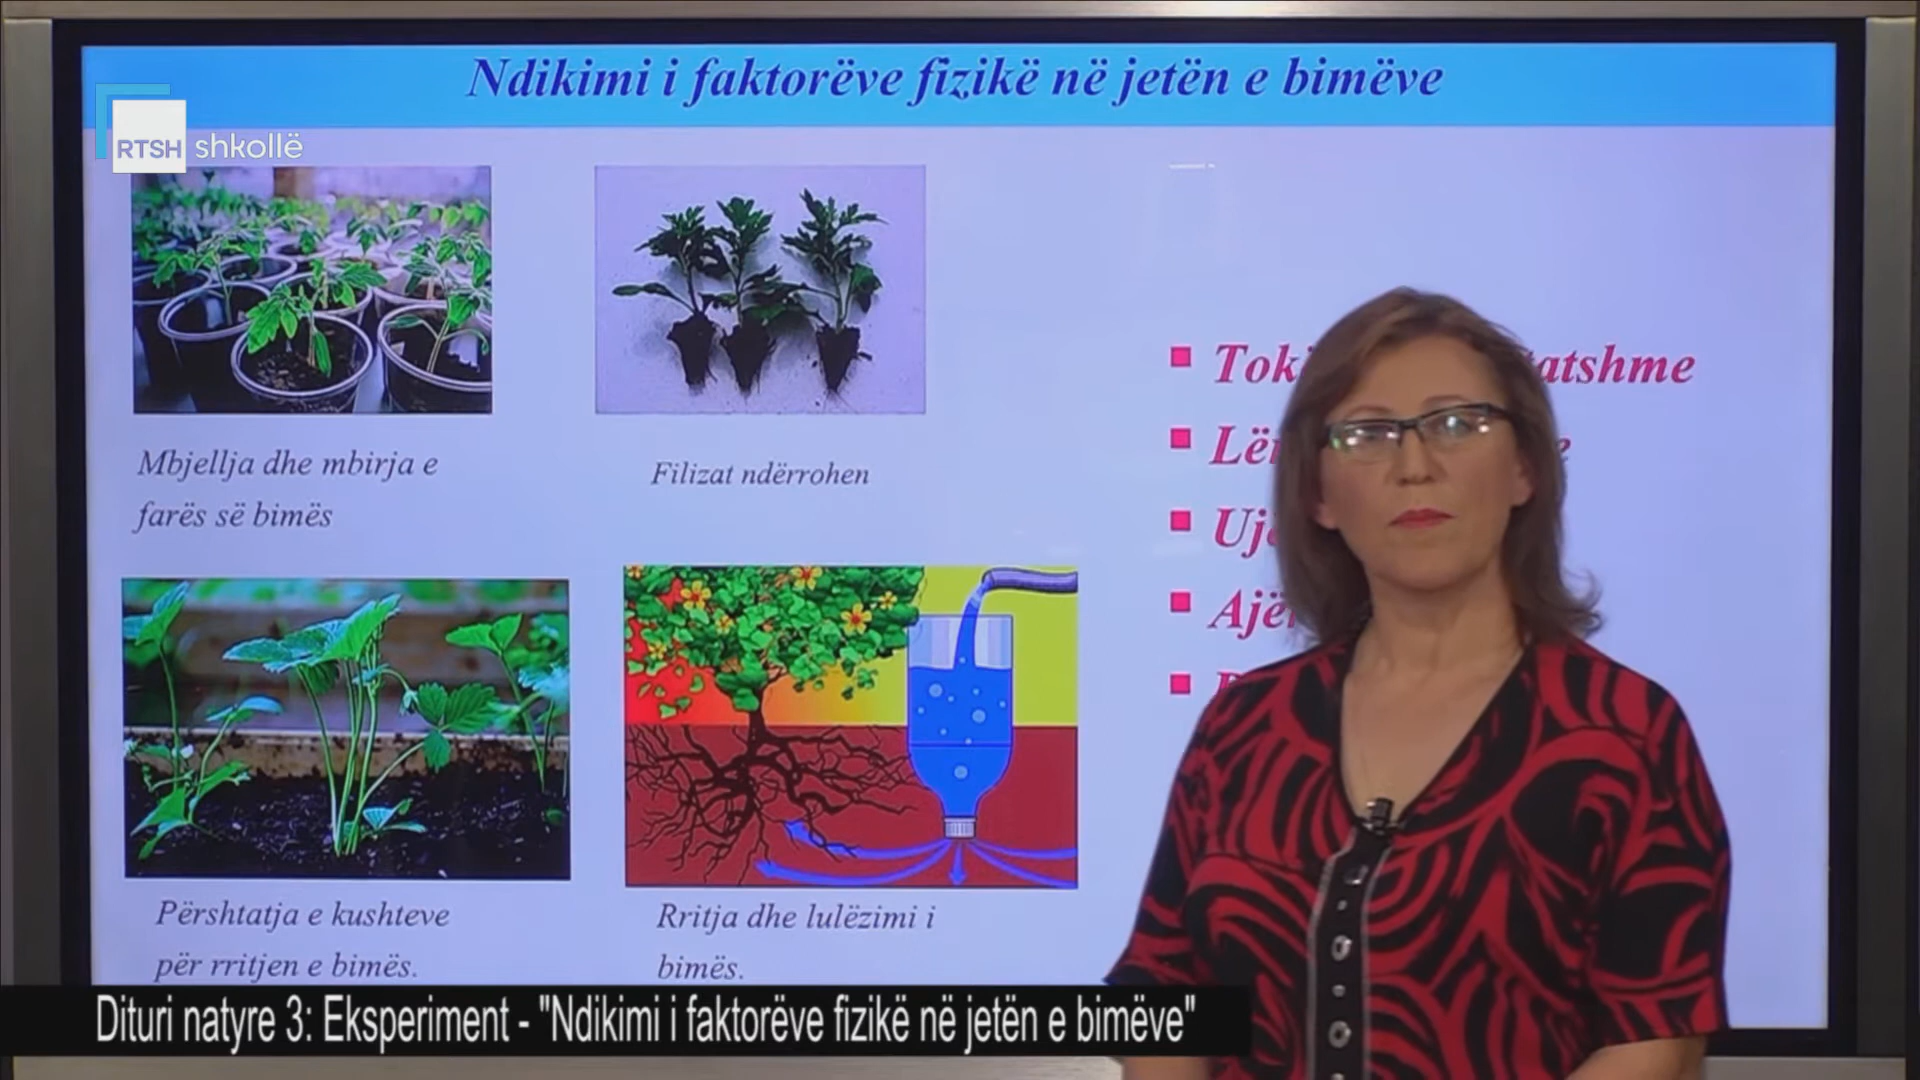 Ndikimi i faktorëve fizikë në jetën e bimëve
RTSH shkollë
Mbjellja dhe mbirja e
farës së bimës
Filizat ndërrohen
Përshtatja e kushteve
për rritjen e bimës.
Rritja dhe lulëzimi i
bimës.
Dituri natyre 3: Eksperiment - "Ndikimi i faktorëve fizikë në jetën e bimëve"